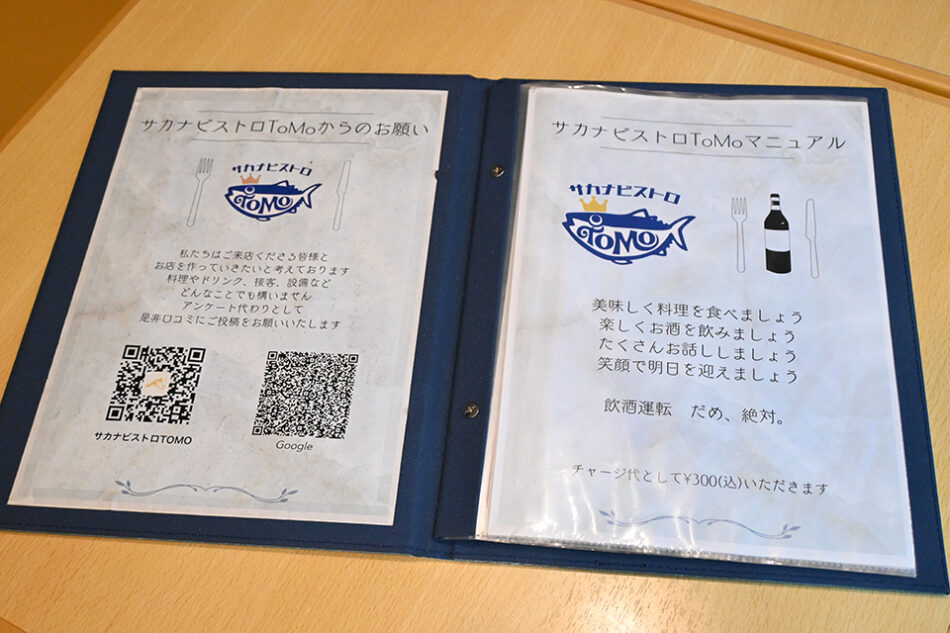 サカナビストロToMoからのお願い
サカナビストロ
ToMo
私たちはご来店くださる皆様と
お店を作っていきたいと考えております
料理やドリンク、接客、設備など
どんなことでも構いません
アンケート代わりとして
是非口コミにご投稿をお願いいたします
サカナビストロTOMO
Google
サカナビストロToMoマニュアル
サカナビストロ
ToMo
美味しく料理を食べましょう
楽しくお酒を飲みましょう
たくさんお話ししましょう
笑顔で明日を迎えましょう
飲酒運転　だめ、絶対。
チャージ代として¥300(込)いただきます